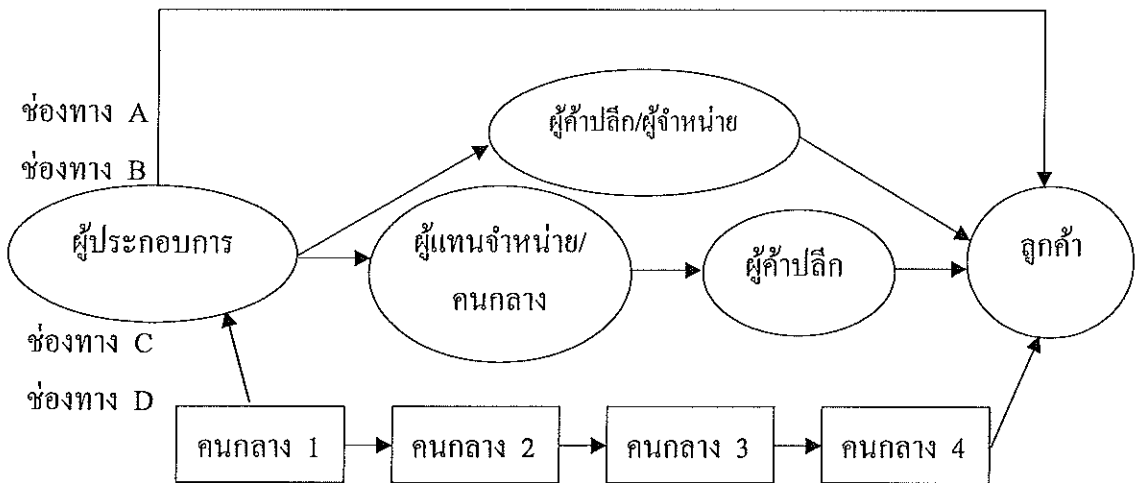 ช่องทาง A
ผู้ค้าปลึก/ผู้จำหน่าย
ช่องทาง B
ผู้ประกอบการ
ผู้แทนจำหน่าย/
คนกลาง
ผู้ค้าปลึก
ลูกค้า
ช่องทาง C
ช่องทาง D
คนกลาง 1
คนกลาง 2
คนกลาง 3
คนกลาง 4